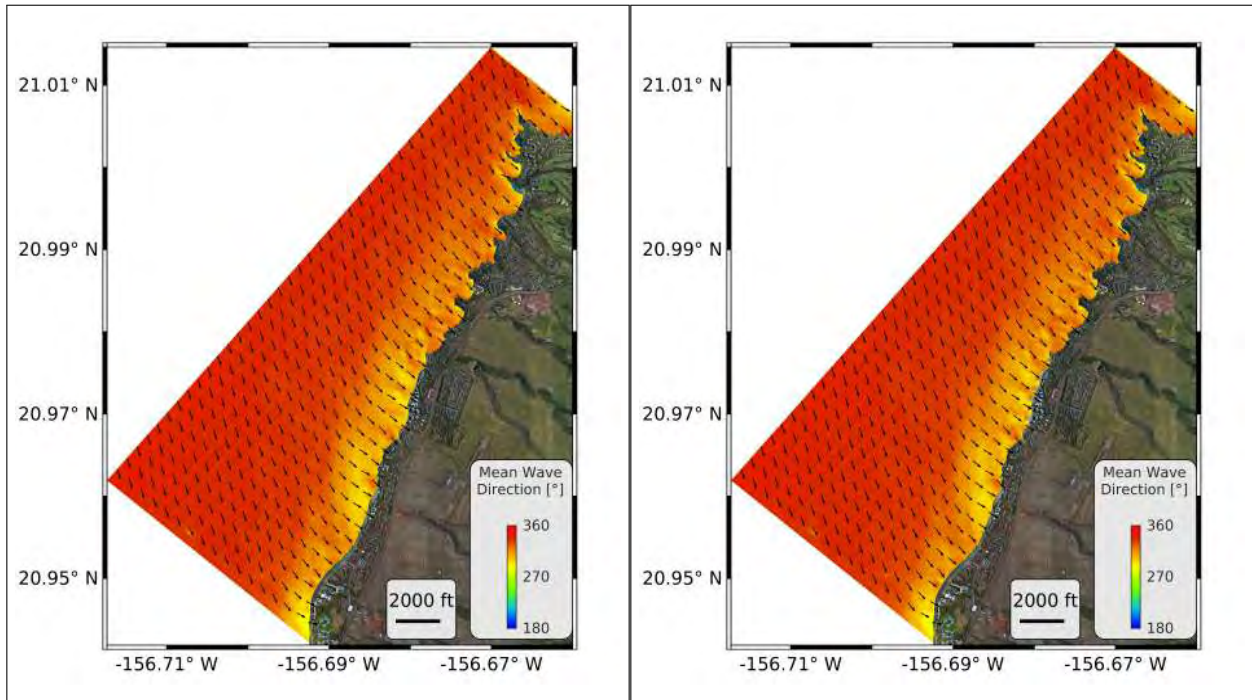 21.01° N
20.99° N
20.97° N
20.95° N
Mean Wave
Direction [°]
360
270
180
2000 ft
-156.71° W
-156.69° W
-156.67° W
21.01° N
20.99° N
20.97° N
20.95° N
Mean Wave
Direction [°]
360
270
180
2000 ft
-156.71° W
-156.69° W
-156.67° W